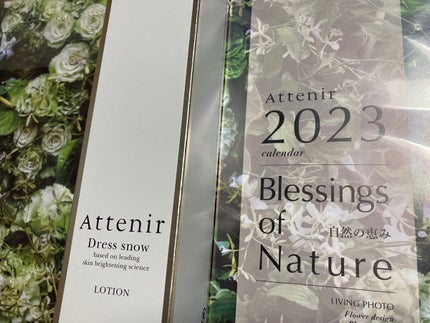 Attenir
Dress snow
based on leading
skin brightening science
LOTION
Attenir
2023
calendar
Blessings
of
自然の恵み
Nature
LIVING PHOTO
Flower design